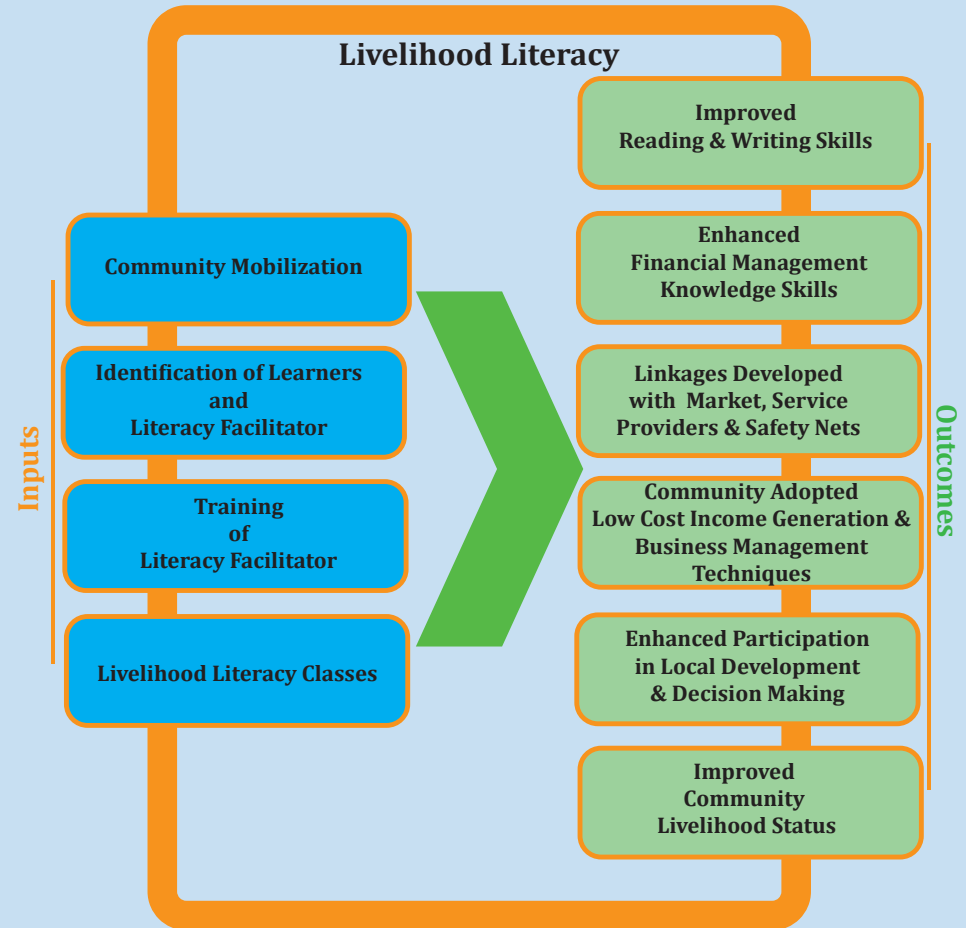 Livelihood Literacy
Inputs
Community Mobilization
Identification of Learners
and
Literacy Facilitator
Training
of
Literacy Facilitator
Livelihood Literacy Classes
Improved
Reading & Writing Skills
Enhanced
Financial Management
Knowledge Skills
Linkages Developed
with Market, Service
Providers & Safety Nets
Community Adopted
Low Cost Income Generation &
Business Management
Techniques
Enhanced Participation
in Local Development
& Decision Making
Improved
Community
Livelihood Status
Outcomes